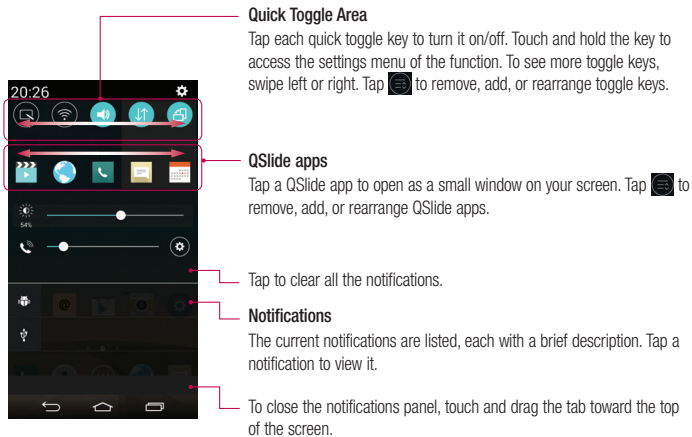 Quick Toggle Area
Tap each quick toggle key to turn it on/off. Touch and hold the key to
access the settings menu of the function. To see more toggle keys,
swipe left or right. Tap to remove, add, or rearrange toggle keys.
20:26
QSlide apps
Tap a QSlide app to open as a small window on your screen. Tap to
remove, add, or rearrange QSlide apps.
54%
Tap to clear all the notifications.
Notifications
The current notifications are listed, each with a brief description. Tap a
notification to view it.
To close the notifications panel, touch and drag the tab toward the top
of the screen.